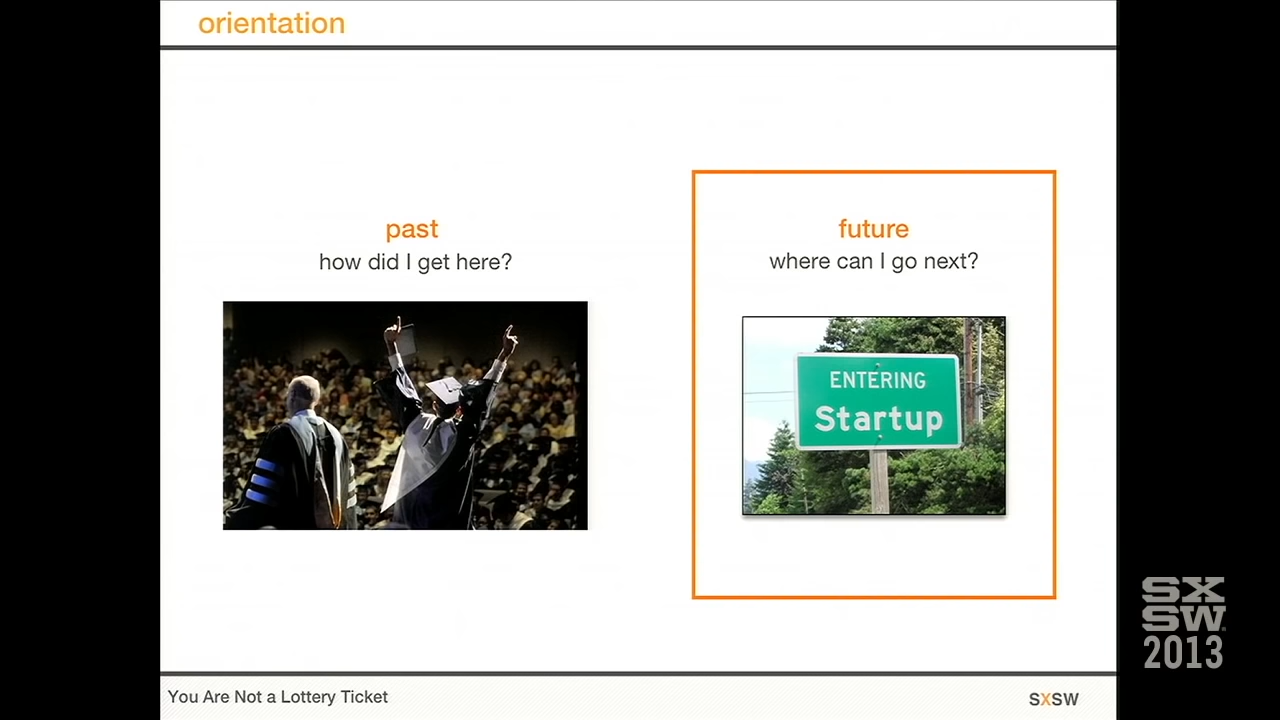 orientation
past
how did I get here?
future
where can I go next?
ENTERING
Startup
You Are Not a Lottery Ticket
SXSW
SX
SW
2013